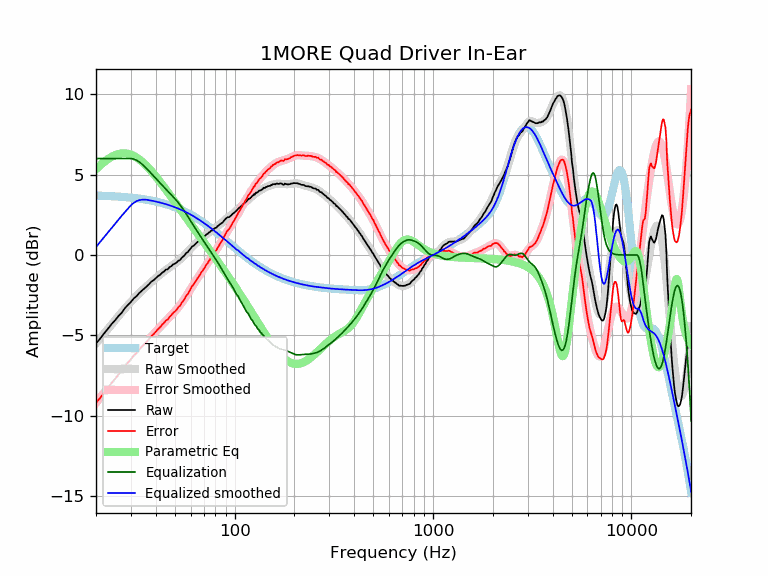 1MORE Quad Driver In-Ear
Amplitude (dBr)
10
5
0
−5
−10
−15
Target
Raw Smoothed
Error Smoothed
Raw
Error
Parametric Eq
Equalization
Equalized smoothed
100
1000
10000
Frequency (Hz)